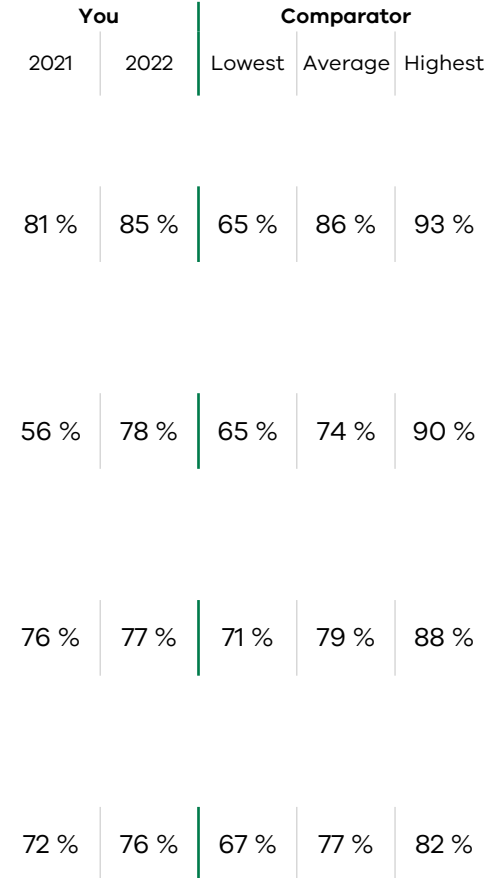 You Comparator
2021 2022 Lowest Average Highest
81 % 85 % 65 % 86 % 93 %
56 % 78 % 65 % 74 % 90 %
76 % 77 % 71 % 79 % 88 %
72 % 76 % 67 % 77 % 82 %